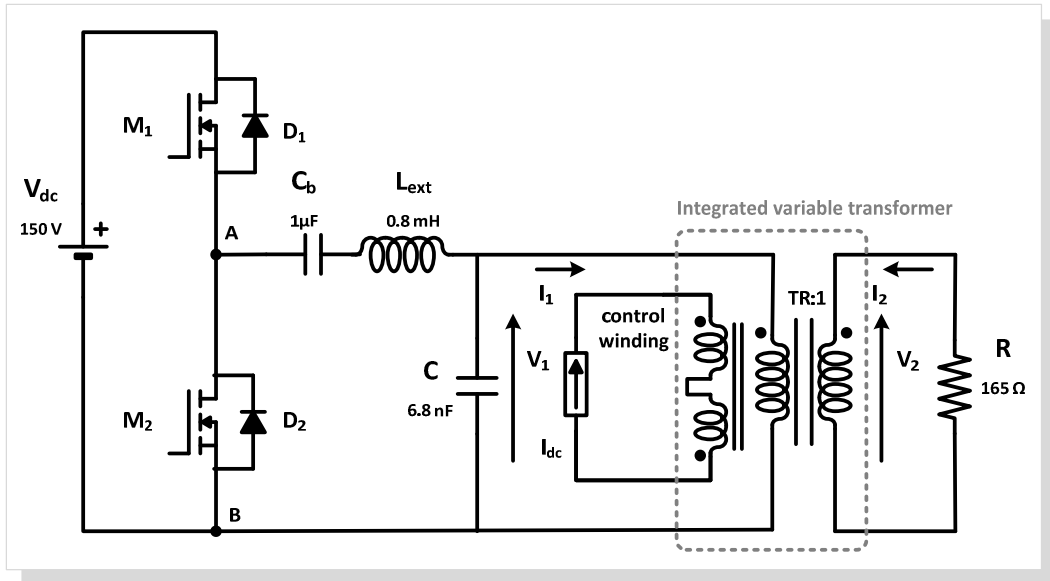 M1
D1
Vdc
150 V
+
Cb
1µF
Lext
0.8 mH
A
Integrated variable transformer
I1
control
winding
TR:1
I2
V1
V2
R
165 Ω
C
6.8 nF
Idc
M2
D2
B